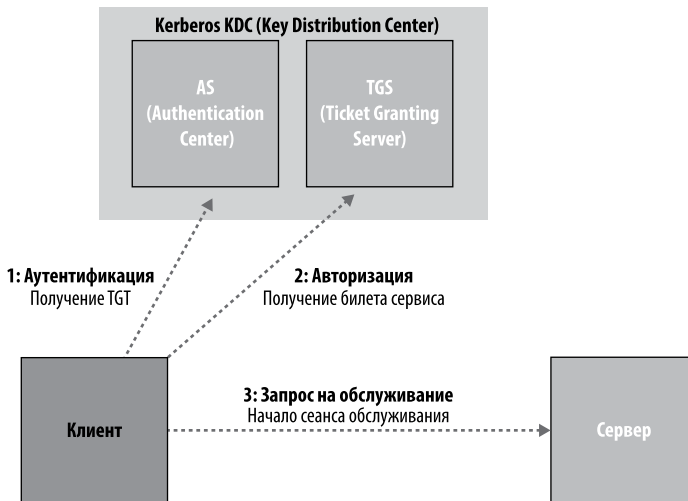 Kerberos KDC (Key Distribution Center)
AS
(Authentication
Center)
TGS
(Ticket Granting
Server)
1: Аутентификация
Получение TGT
2: Авторизация
Получение билета сервиса
3: Запрос на обслуживание
Начало сеанса обслуживания
Клиент
Сервер